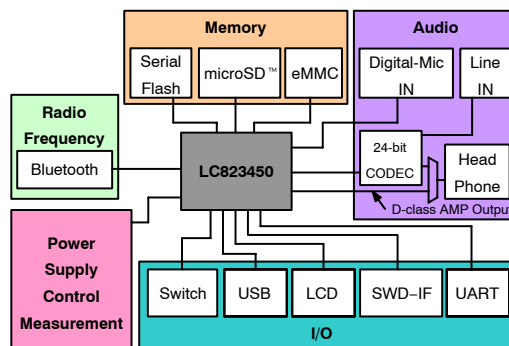 Memory
Serial
Flash
microSD™
eMMC
Audio
Digital-Mic
IN
Line
IN
24-bit
CODEC
Head
Phone
D-class AMP Output
Radio
Frequency
Bluetooth
LC823450
Power
Supply
Control
Measurement
Switch
USB
LCD
SWD−IF
UART
I/O